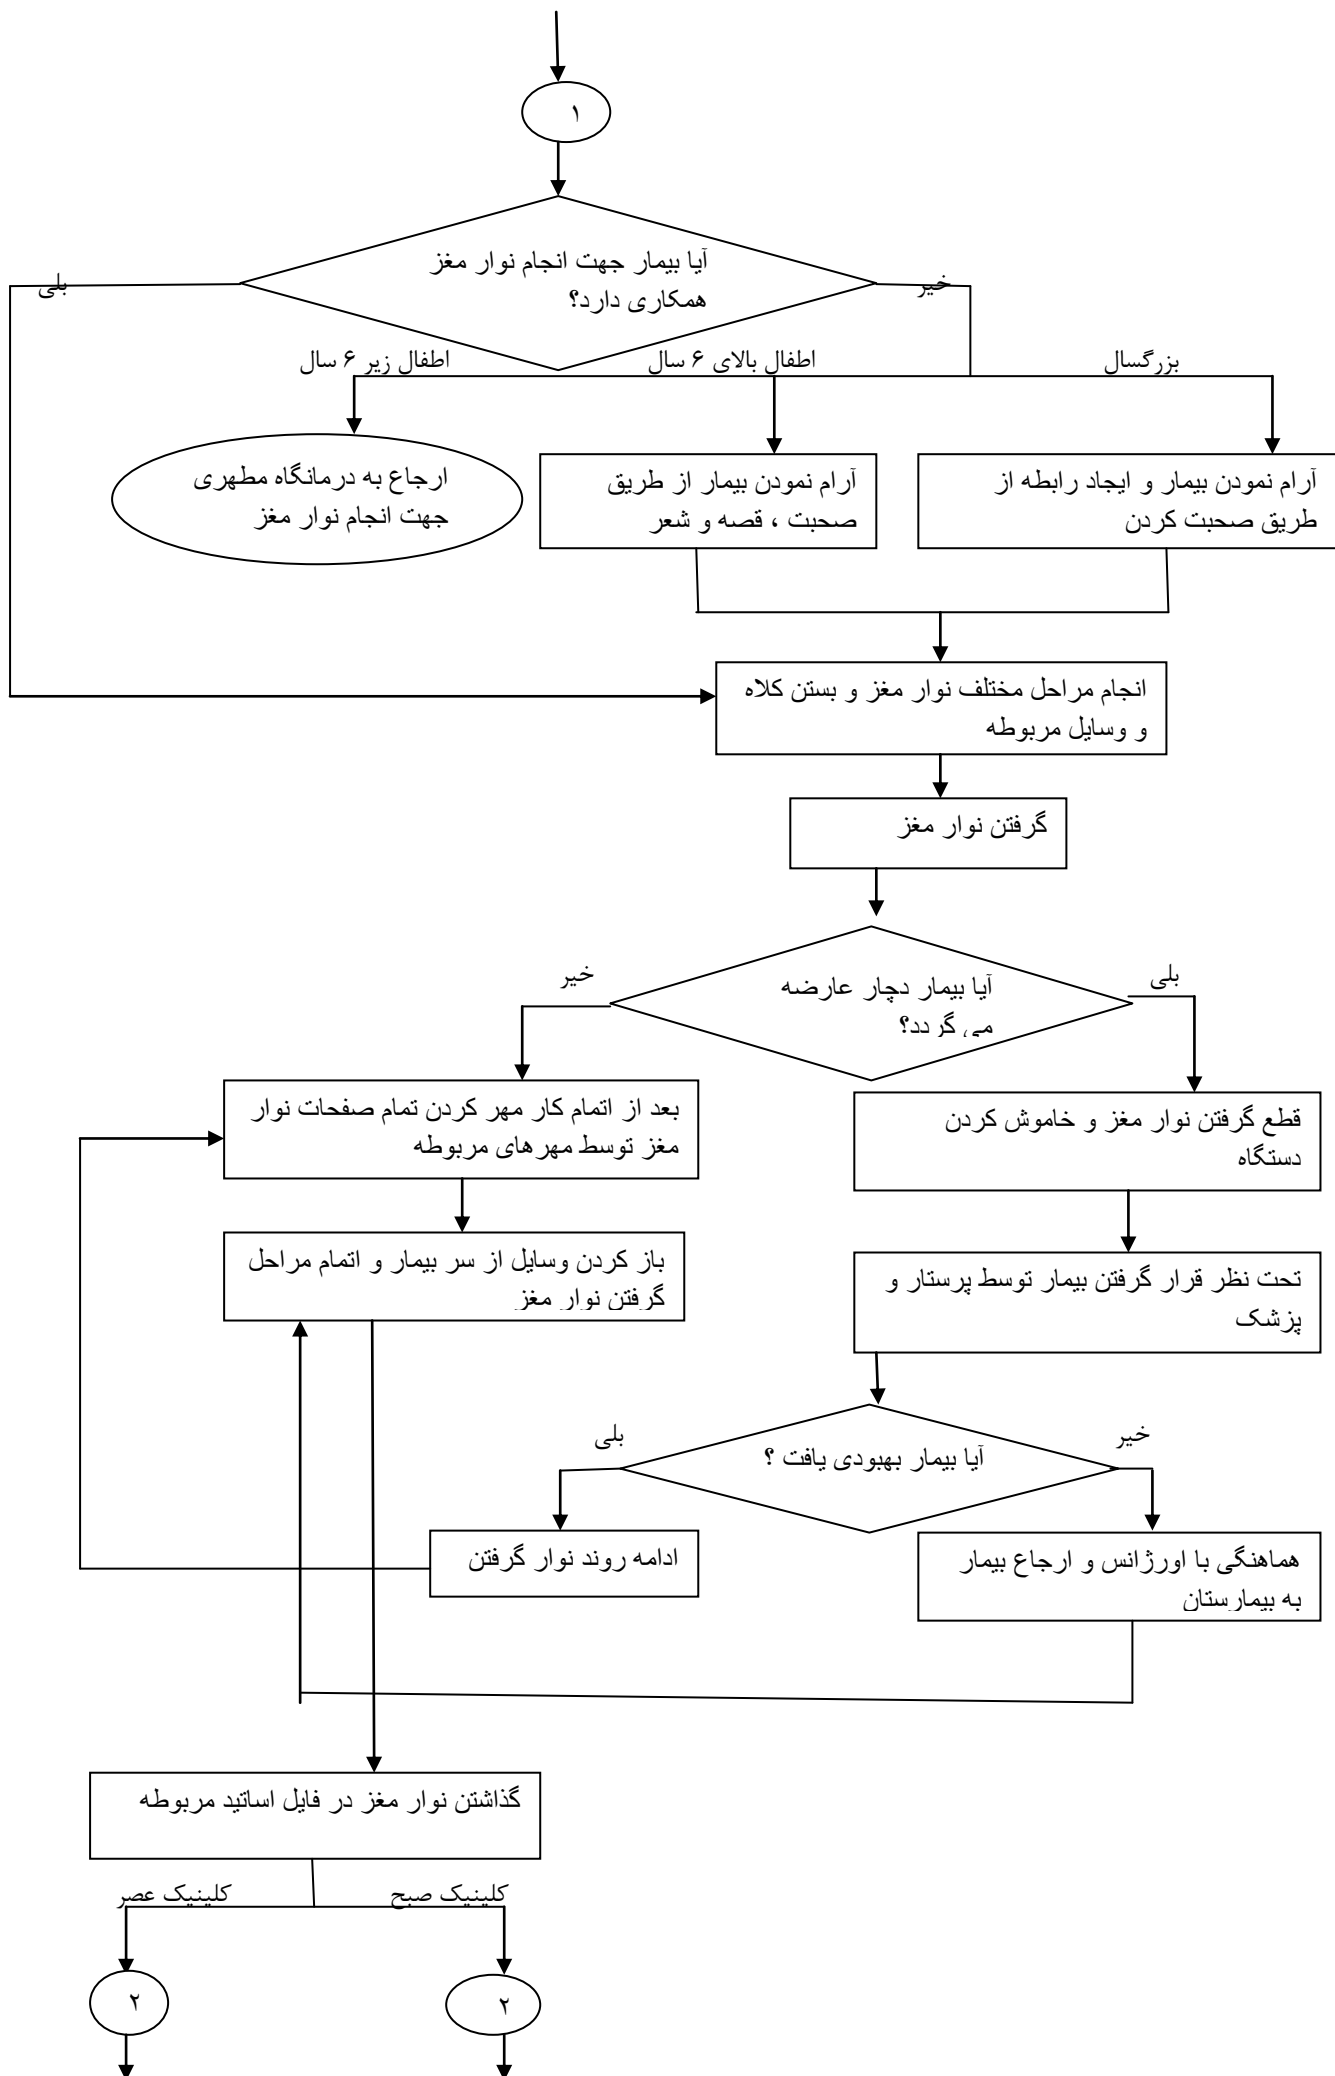 ۱
آیا بیمار جهت انجام نوار مغز
همکاری دارد؟
خیر
بلی
بزرگسال
اطفال بالای ۶ سال
اطفال زیر ۶ سال
آرام نمودن بیمار و ایجاد رابطه از
طریق صحبت کردن
آرام نمودن بیمار از طریق
صحبت ، قصه و شعر
ارجاع به درمانگاه مطهری
جهت انجام نوار مغز
انجام مراحل مختلف نوار مغز و بستن کلاه
و وسایل مربوطه
گرفتن نوار مغز
آیا بیمار دچار عارضه
می گردد؟
بلی
خیر
قطع گرفتن نوار مغز و خاموش کردن
دستگاه
بعد از اتمام کار مهر کردن تمام صفحات نوار
مغز توسط مهرهای مربوطه
باز کردن وسایل از سر بیمار و اتمام مراحل
گرفتن نوار مغز
تحت نظر قرار گرفتن بیمار توسط پرستار و
پزشک
آیا بیمار بهبودی یافت ؟
خیر
بلی
هماهنگی با اورژانس و ارجاع بیمار
به بیمارستان
ادامه روند نوار گرفتن
گذاشتن نوار مغز در فایل اساتید مربوطه
کلینیک صبح
کلینیک عصر
۲
۲